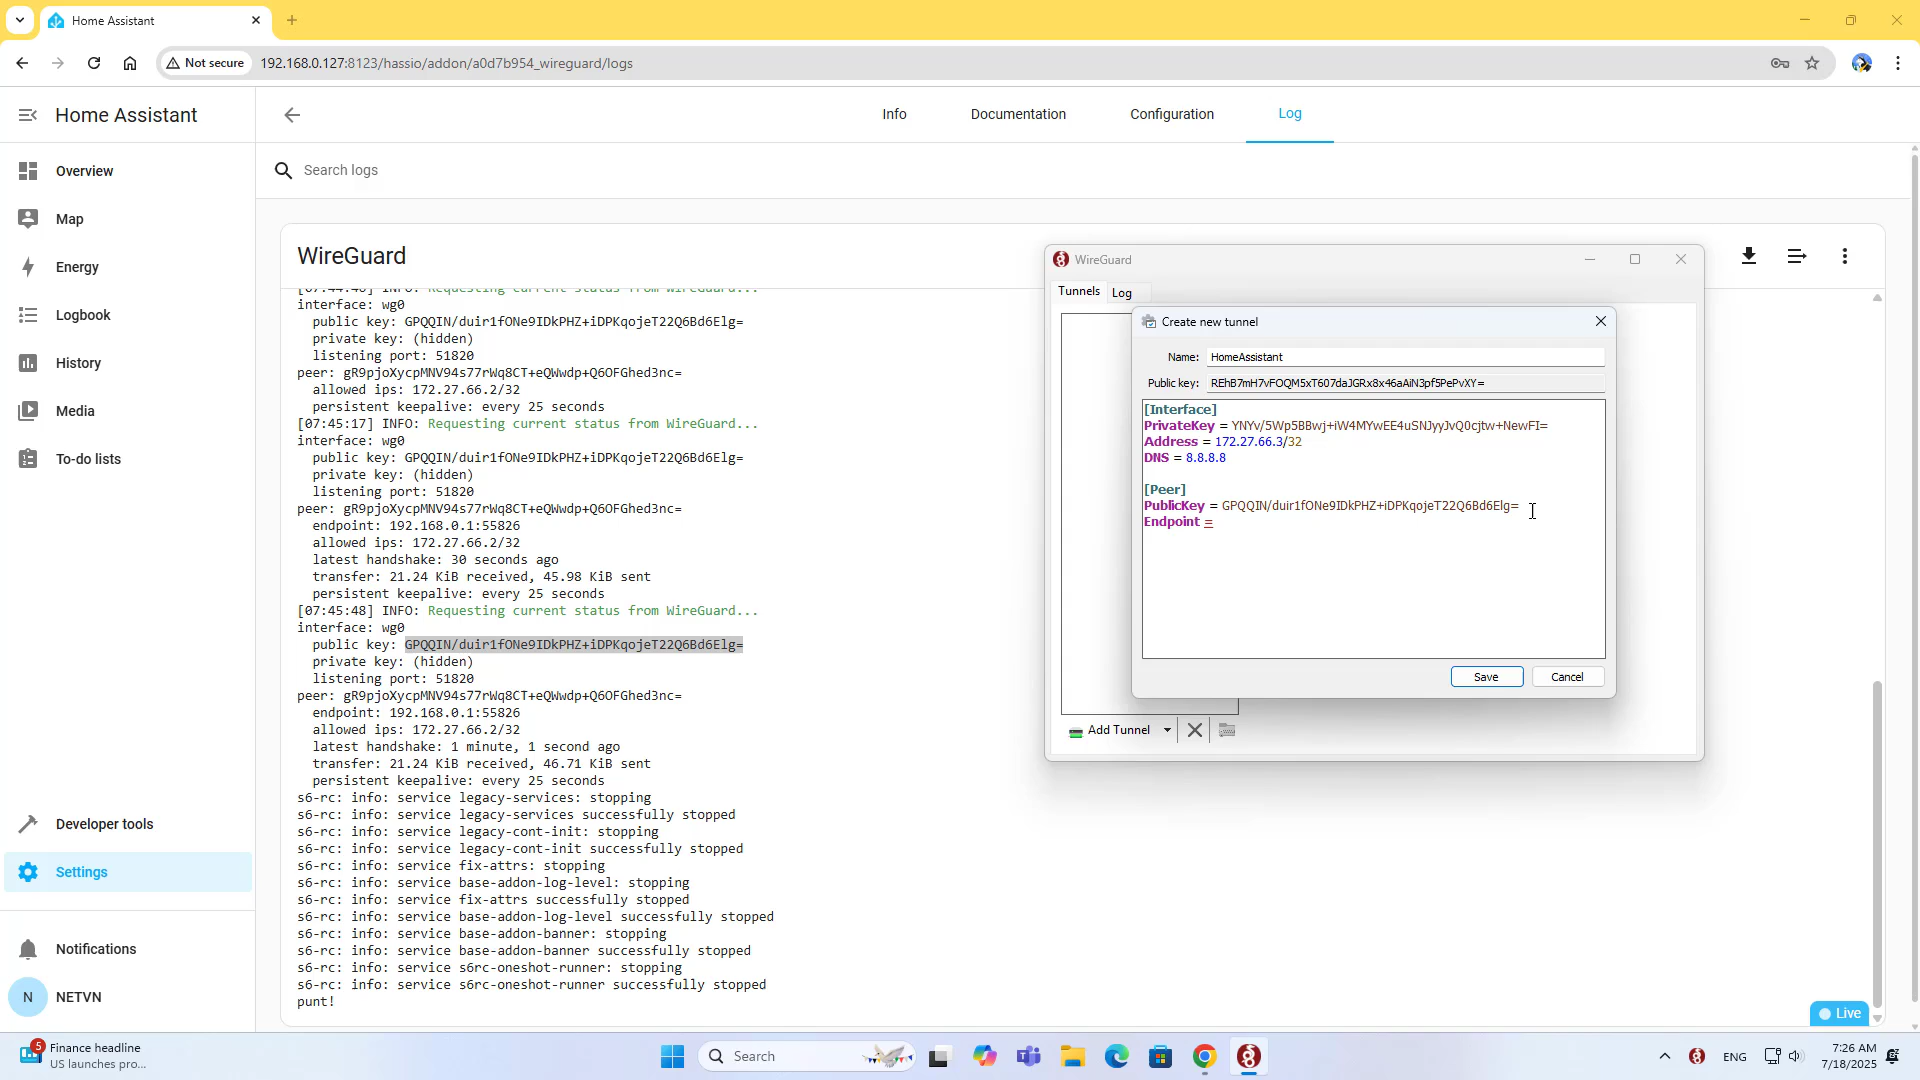 Home Assistant
Not secure
192.168.0.127:8123/hassio/addon/a0d7b954_wireguard/logs
Home Assistant
Info
Documentation
Configuration
Log
Overview
Map
Energy
Logbook
History
Media
To-do lists
Developer tools
Settings
Notifications
N
NETVN
Search logs
WireGuard
interface: wg0
public key: GPQQIN/duir1fONe9IDkPHZ+iDPKqojeT22Q6Bd6Elg=
private key: (hidden)
listening port: 51820
peer: gR9pjoXycpMNV94s77rWq8CT+eQWwdp+Q6OFGhed3nc=
allowed ips: 172.27.66.2/32
persistent keepalive: every 25 seconds
[07:45:17] INFO: Requesting current status from WireGuard...
interface: wg0
public key: GPQQIN/duir1fONe9IDkPHZ+iDPKqojeT22Q6Bd6Elg=
private key: (hidden)
listening port: 51820
peer: gR9pjoXycpMNV94s77rWq8CT+eQWwdp+Q6OFGhed3nc=
endpoint: 192.168.0.1:55826
allowed ips: 172.27.66.2/32
latest handshake: 30 seconds ago
transfer: 21.24 KiB received, 45.98 KiB sent
persistent keepalive: every 25 seconds
[07:45:48] INFO: Requesting current status from WireGuard...
interface: wg0
public key: GPQQIN/duir1fONe9IDkPHZ+iDPKqojeT22Q6Bd6Elg=
private key: (hidden)
listening port: 51820
peer: gR9pjoXycpMNV94s77rWq8CT+eQWwdp+Q6OFGhed3nc=
endpoint: 192.168.0.1:55826
allowed ips: 172.27.66.2/32
latest handshake: 1 minute, 1 second ago
transfer: 21.24 KiB received, 46.71 KiB sent
persistent keepalive: every 25 seconds
s6-rc: info: service legacy-services: stopping
s6-rc: info: service legacy-services successfully stopped
s6-rc: info: service legacy-cont-init: stopping
s6-rc: info: service legacy-cont-init successfully stopped
s6-rc: info: service fix-attrs: stopping
s6-rc: info: service base-addon-log-level: stopping
s6-rc: info: service fix-attrs successfully stopped
s6-rc: info: service base-addon-log-level successfully stopped
s6-rc: info: service base-addon-banner: stopping
s6-rc: info: service base-addon-banner successfully stopped
s6-rc: info: service s6rc-oneshot-runner: stopping
s6-rc: info: service s6rc-oneshot-runner successfully stopped
punt!
Live
WireGuard
Tunnels
Log
Create new tunnel
Name: HomeAssistant
Public key: REhB7mH7vFOQM5xT607daJGRx8x46aAiN3pf5PePvXY=
[Interface]
PrivateKey = YNYv/5Wp5BBwj+iW4MYwEE4uSNJyyJvQ0cjtw+NewFI=
Address = 172.27.66.3/32
DNS = 8.8.8.8
[Peer]
PublicKey = GPQQIN/duir1fONe9IDkPHZ+iDPKqojeT22Q6Bd6Elg=
Endpoint =
Save
Cancel
Add Tunnel
5
Finance headline
US launches pro...
Search
ENG
7:26 AM
7/18/2025